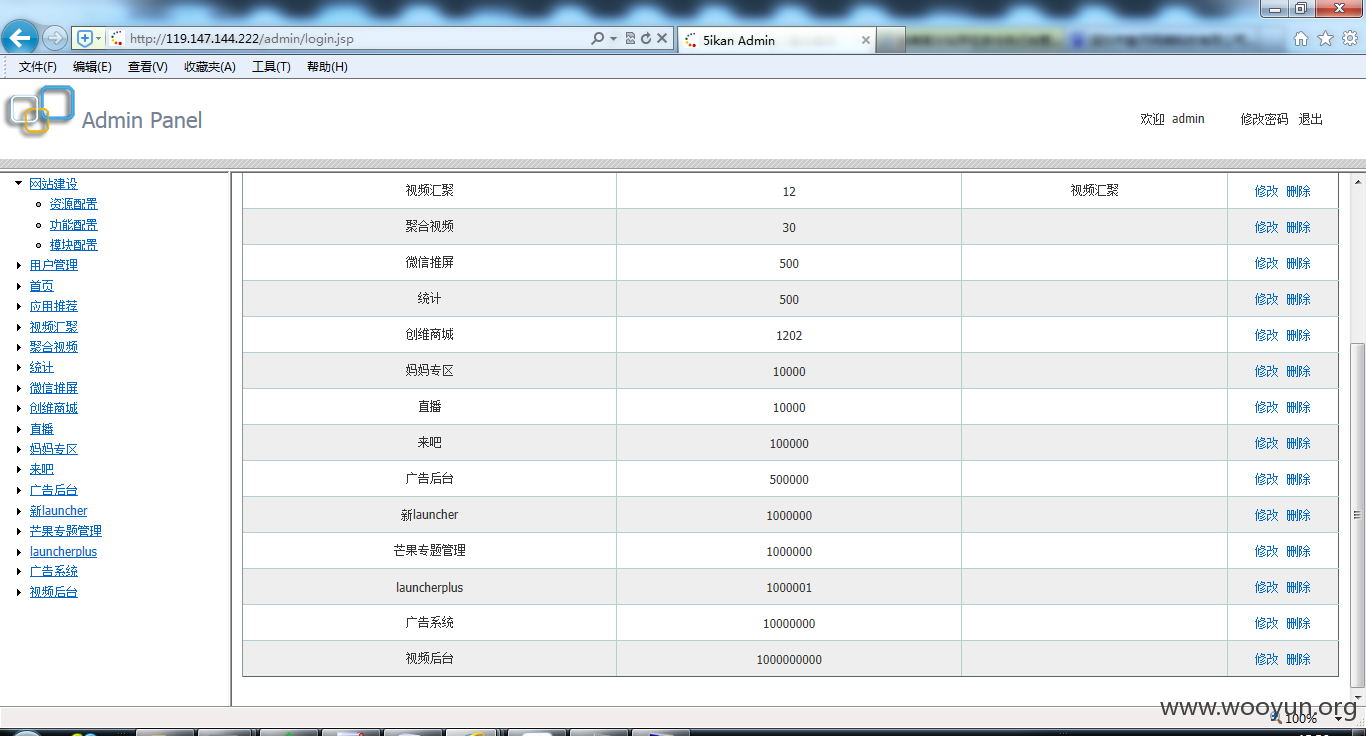 http://119.147.144.222/admin/login.jsp
5ikan Admin
文件(F) 编辑(E) 查看(V) 收藏夹(A) 工具(T) 帮助(H)
Admin Panel
欢迎 admin 修改密码 退出
网站建设
资源配置
功能配置
模块配置
用户管理
首页
应用推荐
视频汇聚
聚合视频
统计
微信推屏
创维商城
直播
妈妈专区
来吧
广告后台
新launcher
芒果专题管理
launcherplus
广告系统
视频后台
视频汇聚 12 视频汇聚 修改 删除
聚合视频 30 修改 删除
微信推屏 500 修改 删除
统计 500 修改 删除
创维商城 1202 修改 删除
妈妈专区 10000 修改 删除
直播 10000 修改 删除
来吧 100000 修改 删除
广告后台 500000 修改 删除
新launcher 1000000 修改 删除
芒果专题管理 1000000 修改 删除
launcherplus 1000001 修改 删除
广告系统 10000000 修改 删除
视频后台 1000000000 修改 删除
www.wooyun.org
100%